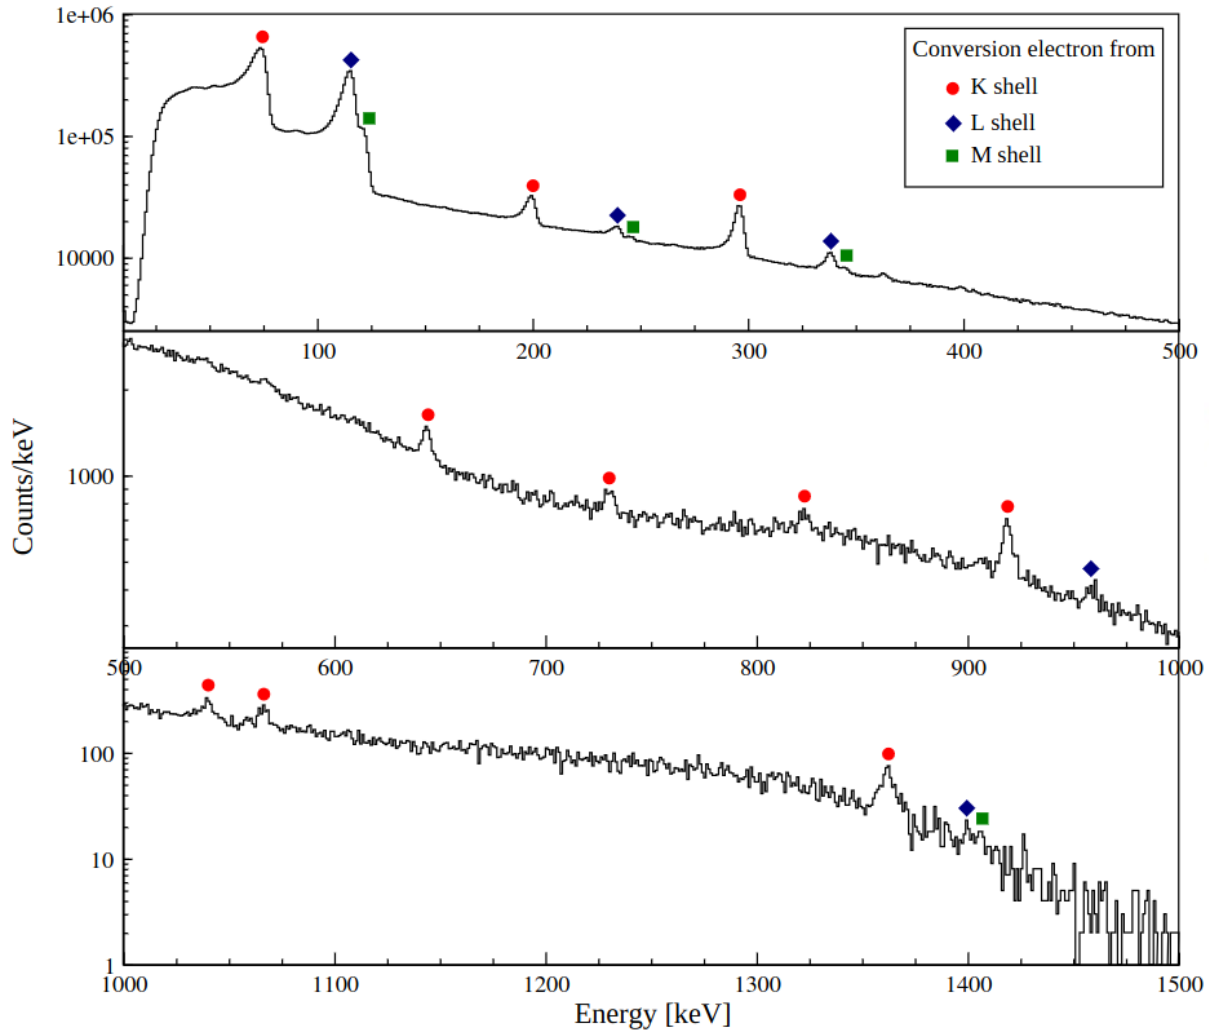 1e+06
Conversion electron from
K shell
L shell
M shell
1e+05
10000
100 200 300 400 500
1000
Counts/keV
500 600 700 800 900 1000
100
10
1
1000 1100 1200 1300 1400 1500
Energy [keV]